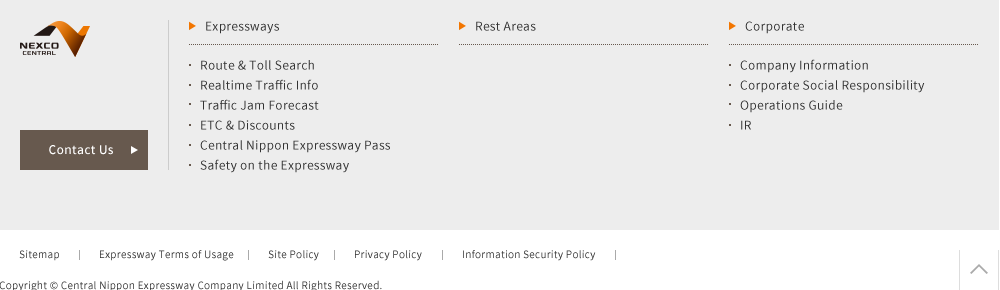 NEXCO
CENTRAL
Contact Us
Expressways
· Route & Toll Search
· Realtime Traffic Info
· Traffic Jam Forecast
· ETC & Discounts
· Central Nippon Expressway Pass
· Safety on the Expressway
Rest Areas
Corporate
· Company Information
· Corporate Social Responsibility
· Operations Guide
· IR
Sitemap | Expressway Terms of Usage | Site Policy | Privacy Policy | Information Security Policy |
Copyright © Central Nippon Expressway Company Limited All Rights Reserved.